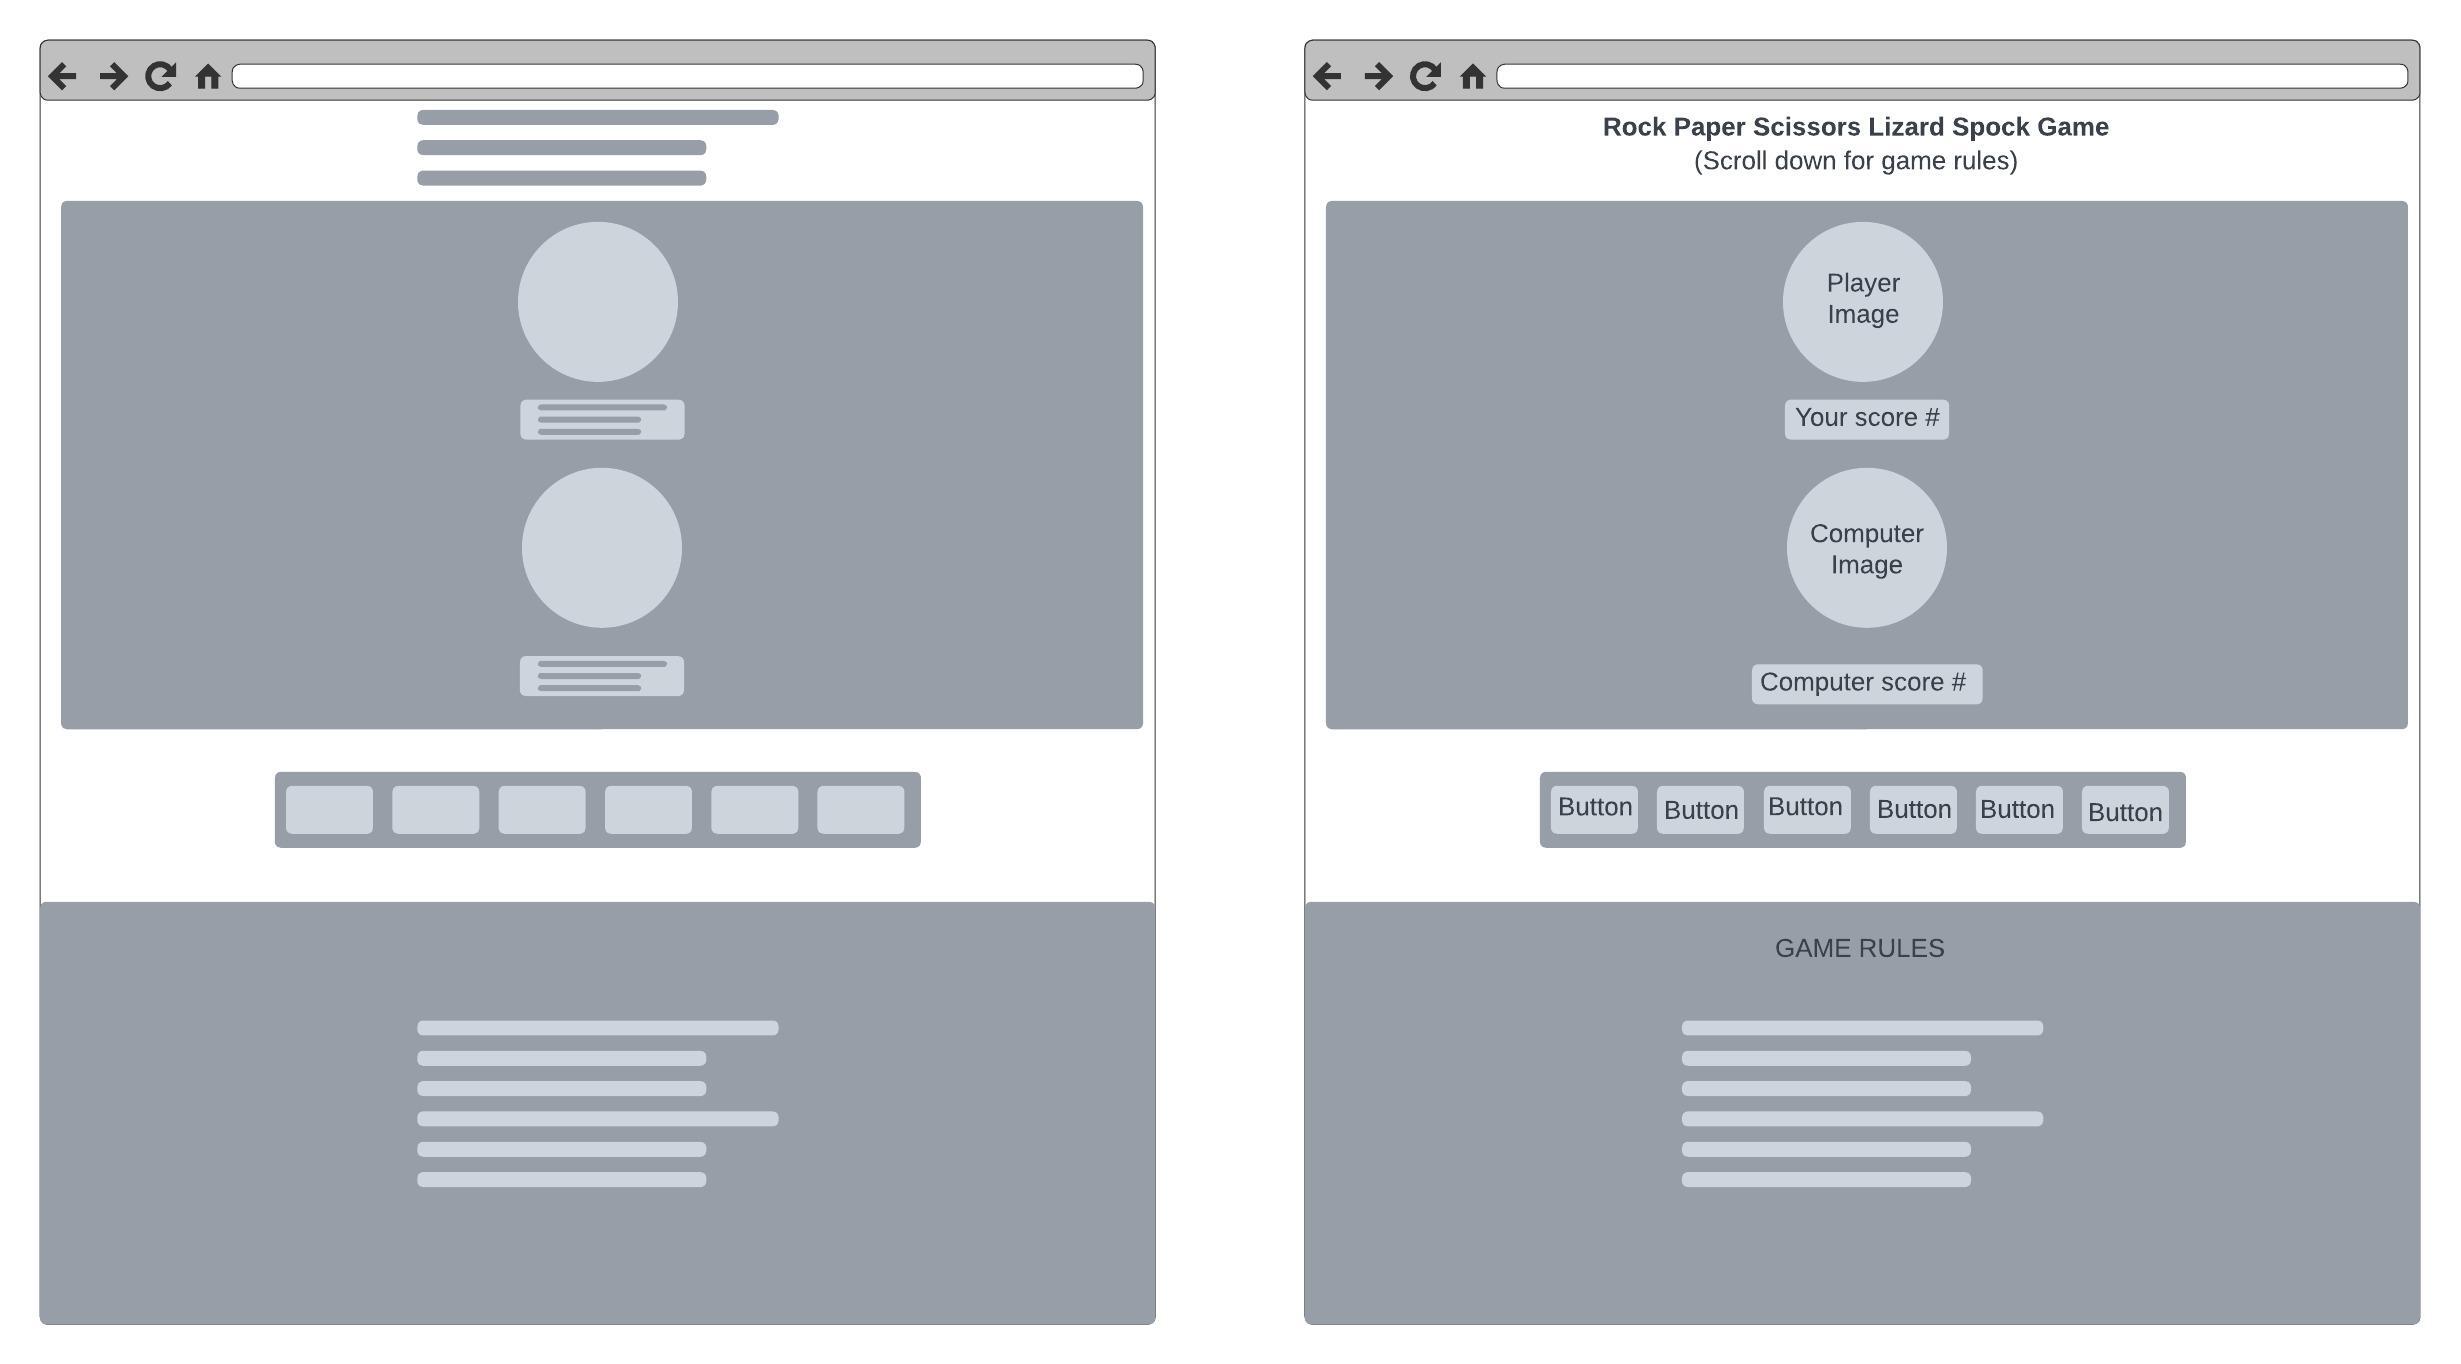 Rock Paper Scissors Lizard Spock Game
(Scroll down for game rules)
Player
Image
Your score #
Computer
Image
Computer score #
Button Button Button Button Button Button
GAME RULES